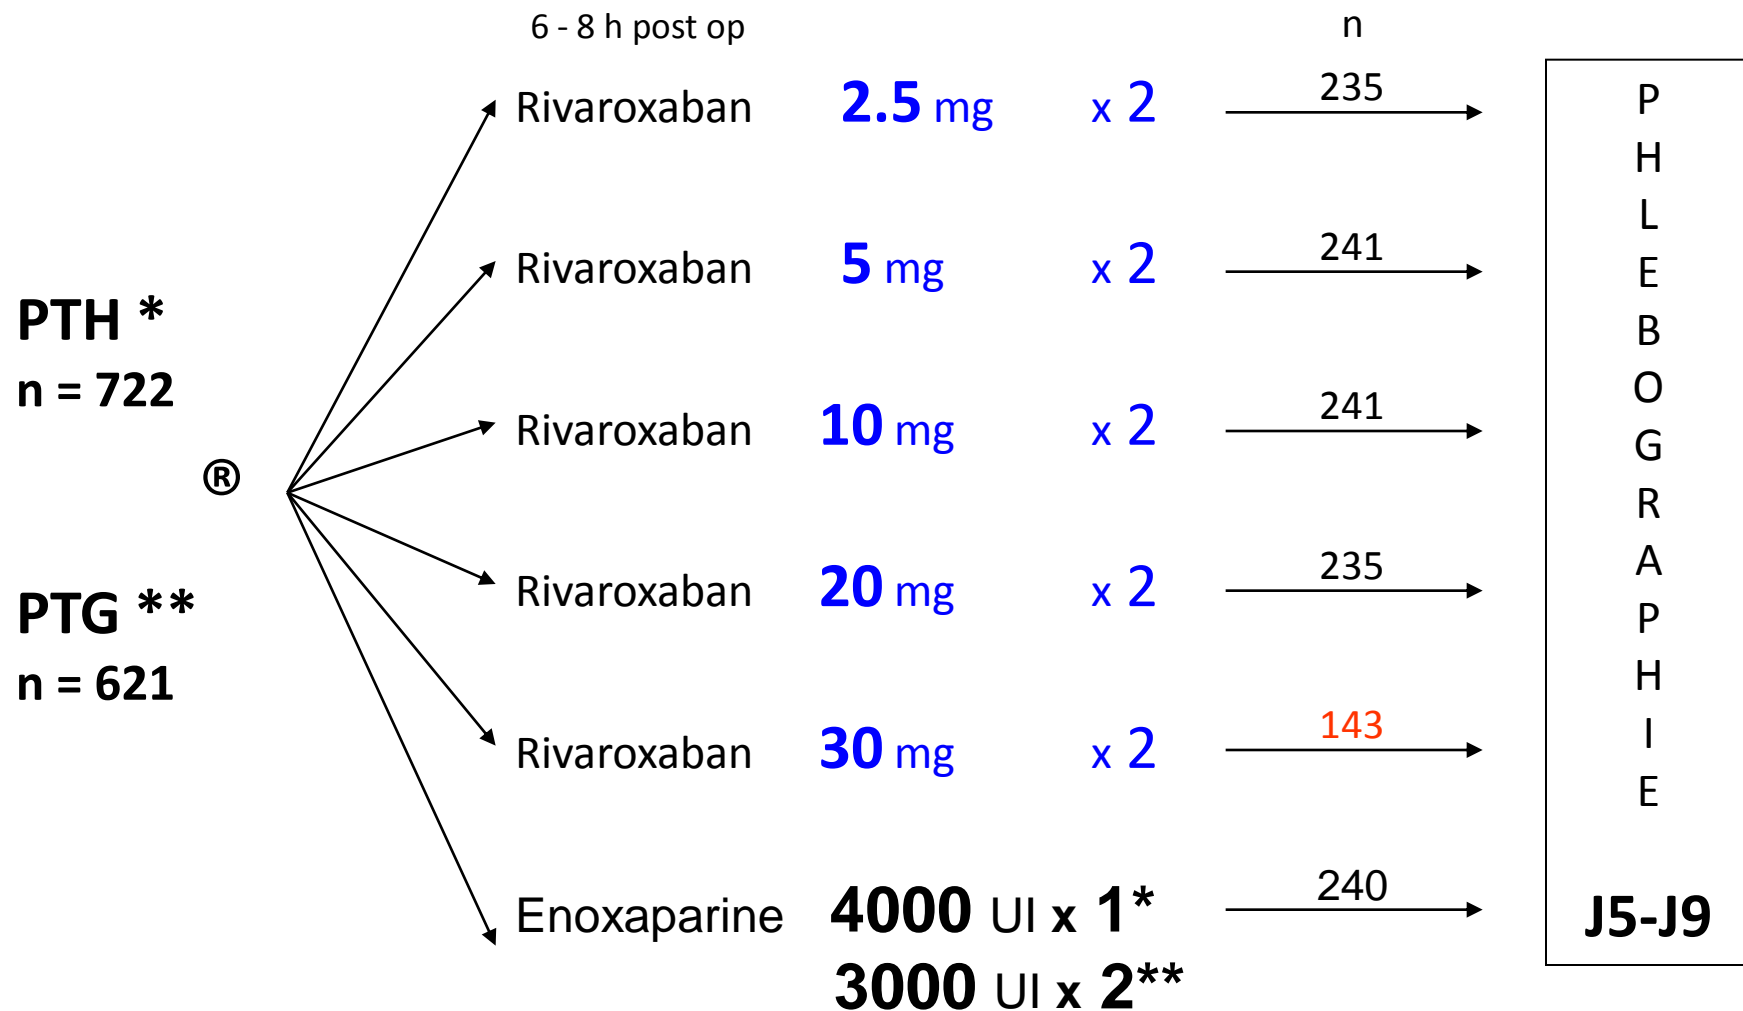 6 - 8 h post op n
Rivaroxaban 2.5 mg x 2 235
Rivaroxaban 5 mg x 2 241
PTH *
n = 722
Rivaroxaban 10 mg x 2 241
®
Rivaroxaban 20 mg x 2 235
PTG **
n = 621
Rivaroxaban 30 mg x 2 143
Enoxaparine 4000 UI x 1* 240
3000 UI x 2**
P
H
L
E
B
O
G
R
A
P
H
I
E
J5-J9